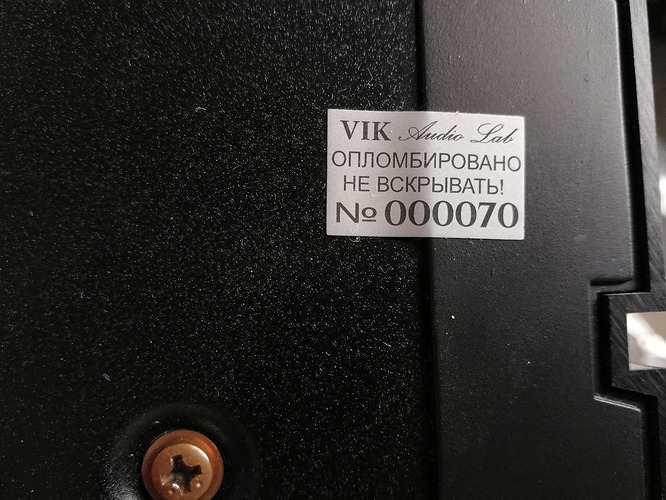 VIK Audio Lab
ОПЛОМБИРОВАНО
НЕ ВСКРЫВАТЬ!
№ 000070